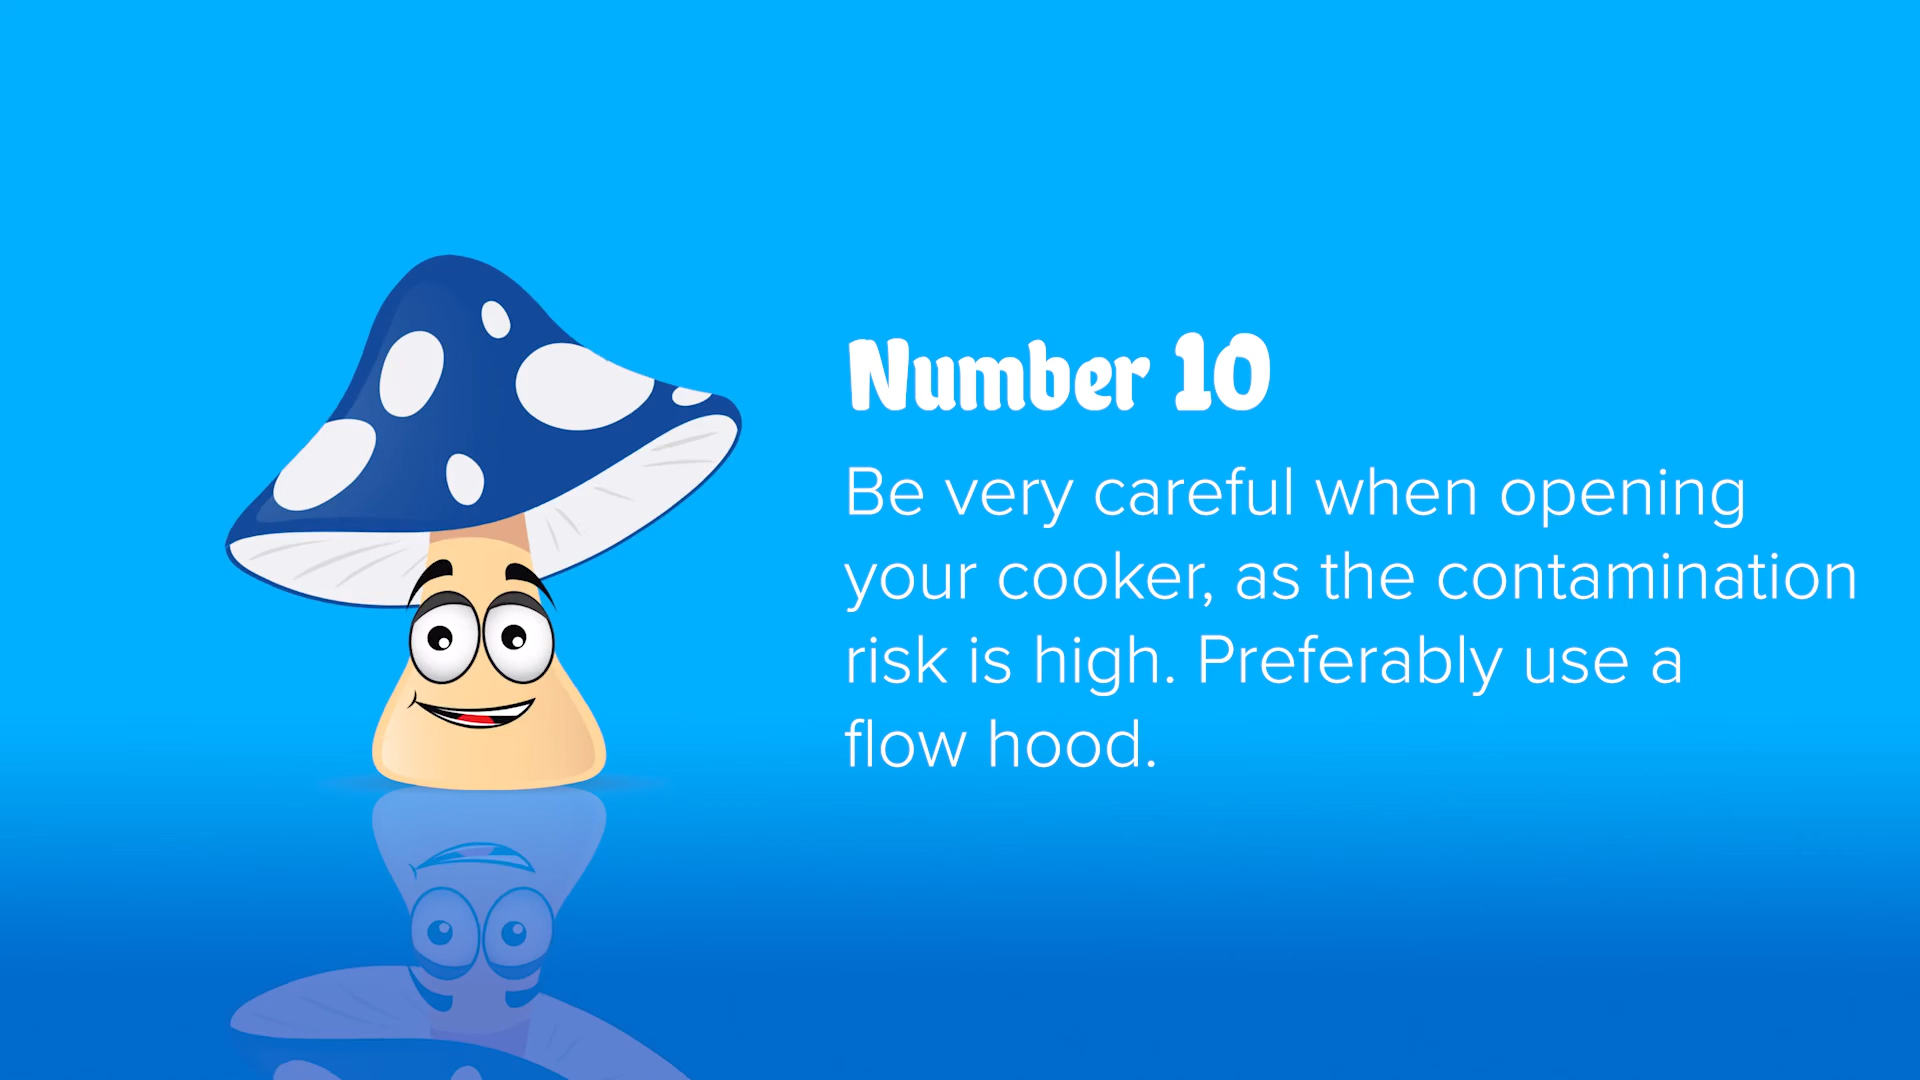 Number 10
Be very careful when opening
your cooker, as the contamination
risk is high. Preferably use a
flow hood.